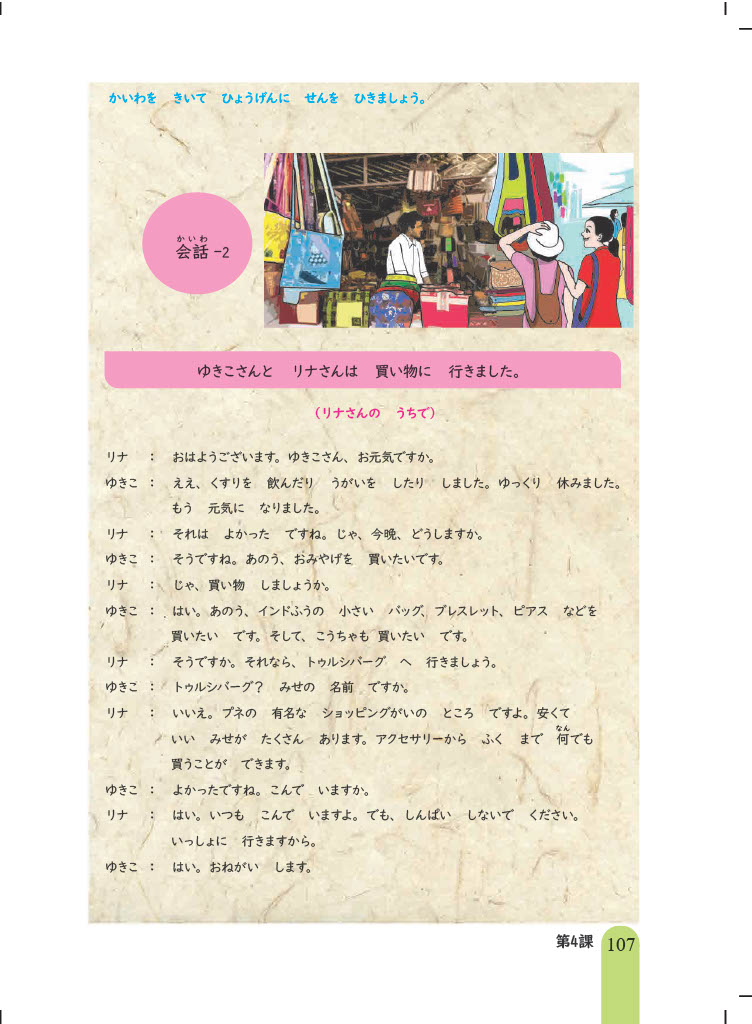 かいわを　きいて　ひょうげんに　せんを　ひきましょう。
かいわ
会話 -2
ゆきこさんと　リナさんは　買い物に　行きました。
（リナさんの　うちで）
リナ　：　おはようございます。ゆきこさん、お元気ですか。
ゆきこ：　ええ、くすりを　飲んだり　うがいを　したり　しました。ゆっくり　休みました。
もう　元気に　なりました。
リナ　：　それは　よかった　ですね。じゃ、今晩、どうしますか。
ゆきこ：　そうですね。あのう、おみやげを　買いたいです。
リナ　：　じゃ、買い物　しましょうか。
ゆきこ：　はい。あのう、インドふうの　小さい　バッグ、ブレスレット、ピアス　などを
買いたい　です。そして、こうちゃも 買いたい　です。
リナ　：　そうですか。それなら、トゥルシバーグ　へ　行きましょう。
ゆきこ：　トゥルシバーグ？　みせの　名前　ですか。
リナ　：　いいえ。プネの　有名な　ショッピングがいの　ところ　ですよ。安くて
なん
いい　みせが　たくさん　あります。アクセサリーから　ふく　まで　何でも
買うことが　できます。
ゆきこ：　よかったですね。こんで　いますか。
リナ　：　はい。いつも　こんで　いますよ。でも、しんぱい　しないで　ください。
いっしょに　行きますから。
ゆきこ：　はい。おねがい　します。
第4課　107